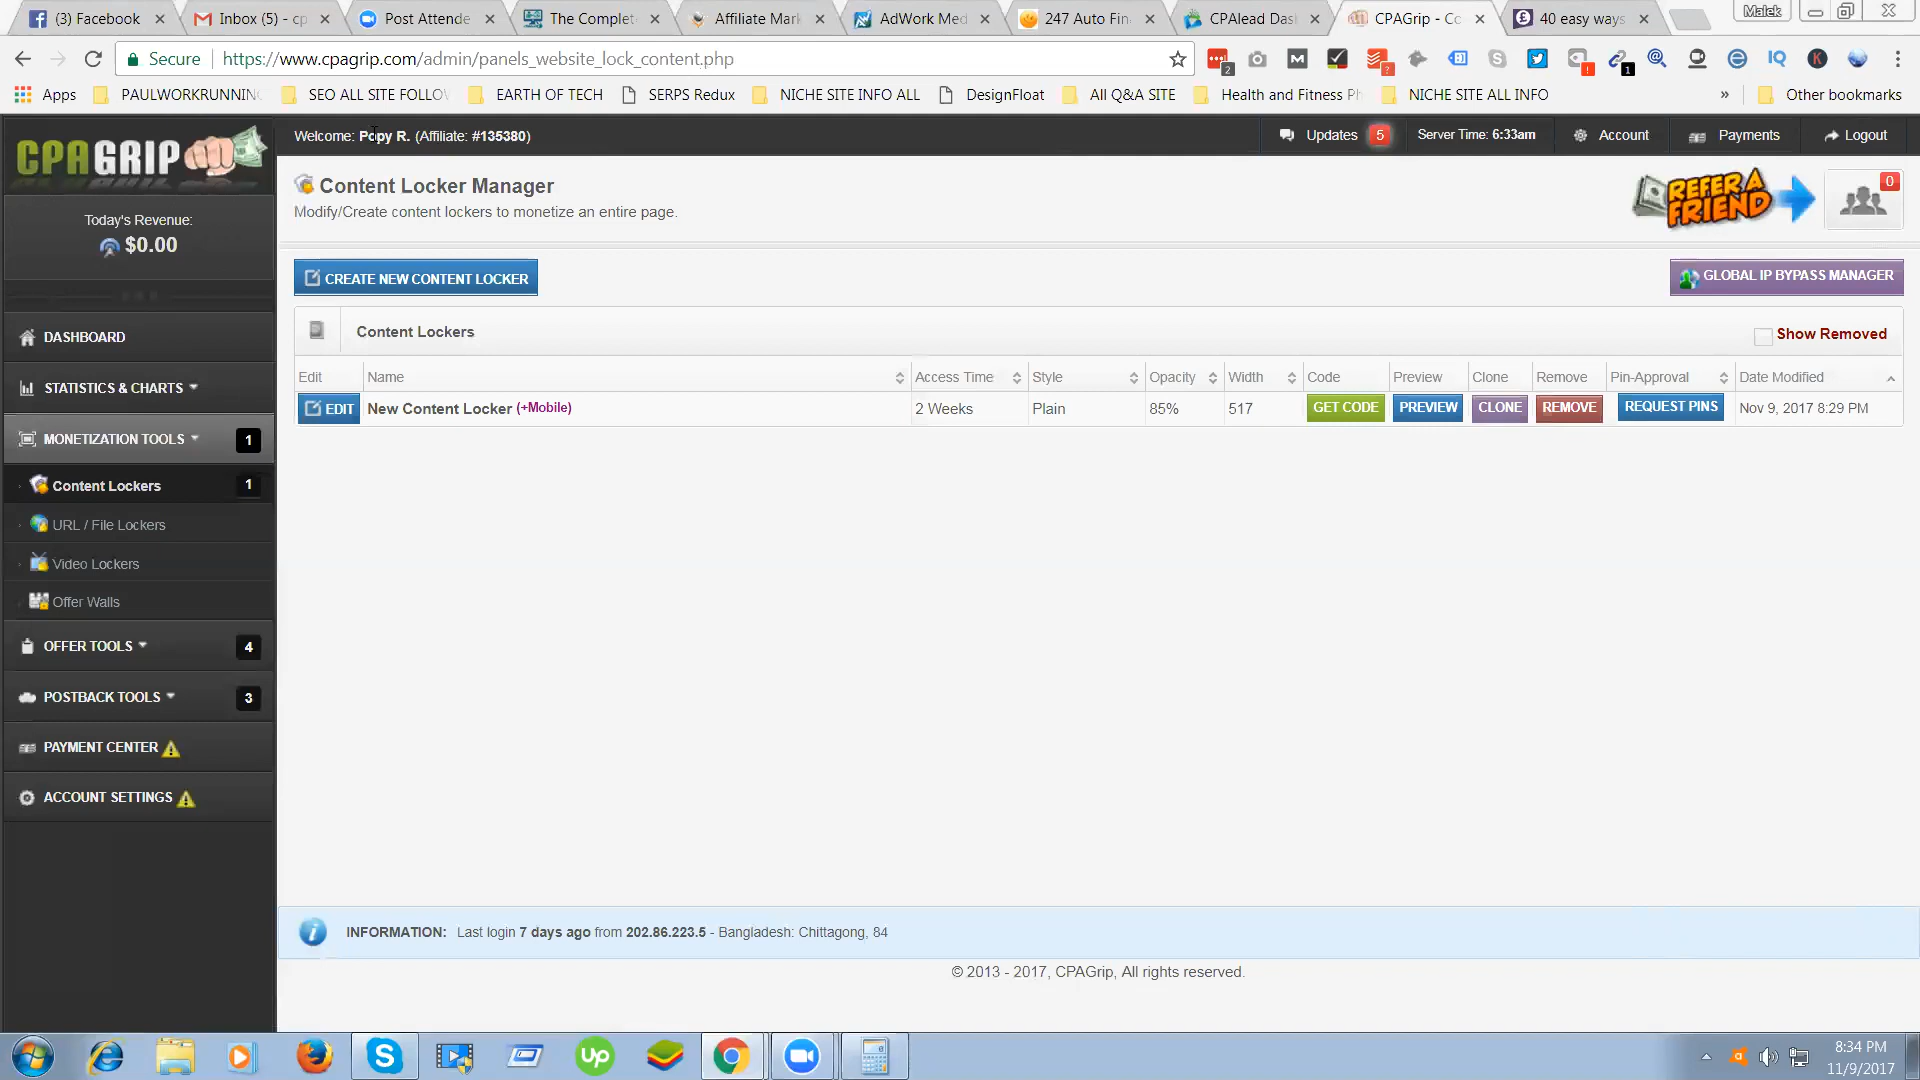 (3) Facebook
Inbox (5) - cp
Post Attende
The Complet
Affiliate Mark
AdWork Med
247 Auto Fin
CPAlead Das
CPAGrip - Co
40 easy ways
Malek
Secure
https://www.cpagrip.com/admin/panels_website_lock_content.php
Apps
PAULWORKRUNNING
SEO ALL SITE FOLLOW
EARTH OF TECH
SERPS Redux
NICHE SITE INFO ALL
DesignFloat
All Q&A SITE
Health and Fitness Ph
NICHE SITE ALL INFO
»
Other bookmarks
CPAGRIP
Welcome: Popy R. (Affiliate: #135380)
Updates 5
Server Time: 6:33am
Account
Payments
Logout
Today's Revenue:
$0.00
Content Locker Manager
Modify/Create content lockers to monetize an entire page.
REFER A
FRIEND
0
CREATE NEW CONTENT LOCKER
GLOBAL IP BYPASS MANAGER
Content Lockers
Show Removed
Edit Name Access Time Style Opacity Width Code Preview Clone Remove Pin-Approval Date Modified
EDIT New Content Locker (+Mobile) 2 Weeks Plain 85% 517 GET CODE PREVIEW CLONE REMOVE REQUEST PINS Nov 9, 2017 8:29 PM
DASHBOARD
STATISTICS & CHARTS
MONETIZATION TOOLS 1
Content Lockers 1
URL / File Lockers
Video Lockers
Offer Walls
OFFER TOOLS 4
POSTBACK TOOLS 3
PAYMENT CENTER
ACCOUNT SETTINGS
INFORMATION: Last login 7 days ago from 202.86.223.5 - Bangladesh: Chittagong, 84
© 2013 - 2017, CPAGrip, All rights reserved.
Up
8:34 PM
11/9/2017